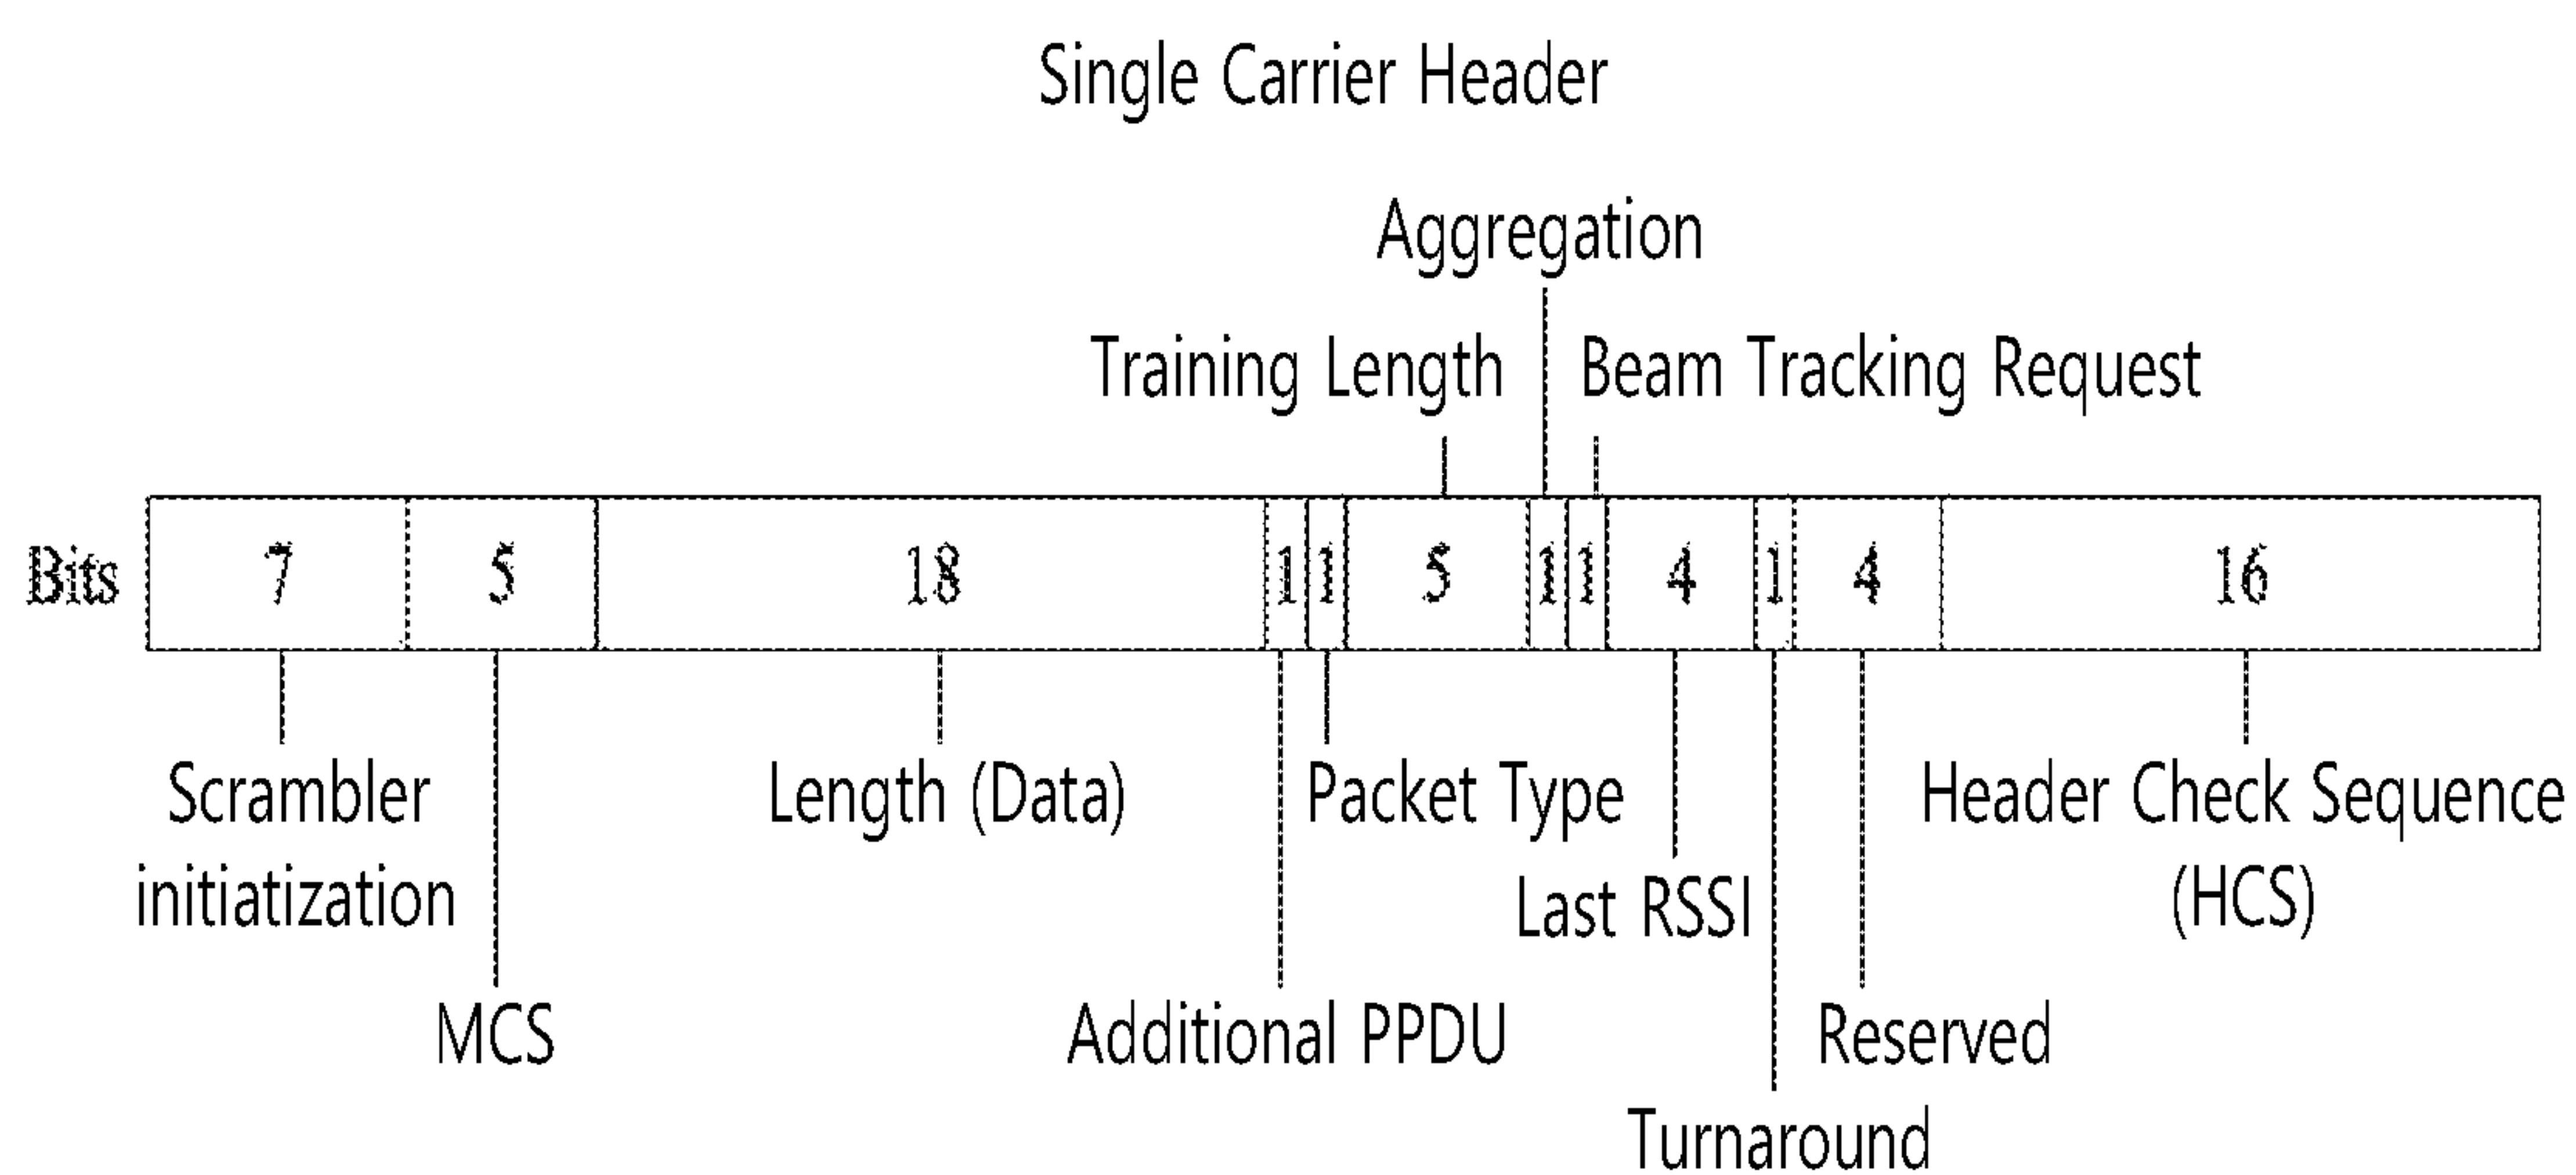 Single Carrier Header
Aggregation
Training Length
Beam Tracking Request
Bits 7 5 18 1 1 5 1 1 4 1 4 16
Scrambler
initiatization
Length (Data)
Packet Type
Header Check Sequence
(HCS)
Last RSSI
MCS
Additional PPDU
Reserved
Turnaround